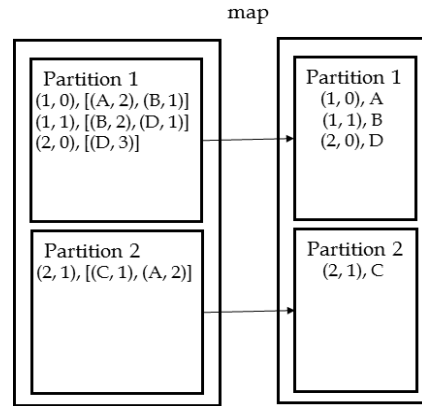 map
Partition 1
(1, 0), [(A, 2), (B, 1)]
(1, 1), [(B, 2), (D, 1)]
(2, 0), [(D, 3)]
Partition 2
(2, 1), [(C, 1), (A, 2)]
Partition 1
(1, 0), A
(1, 1), B
(2, 0), D
Partition 2
(2, 1), C